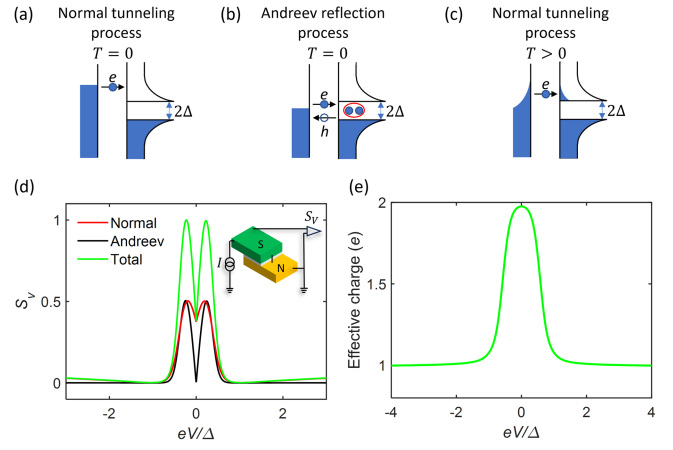 (a) Normal tunneling process
T = 0
e
2Δ
(b) Andreev reflection process
T = 0
e
h
2Δ
(c) Normal tunneling process
T > 0
e
2Δ
(d)
Normal
Andreev
Total
S_V
I
S
N
1
0.5
0
S_v
-2 0 2
eV/Δ
(e)
2
1.5
1
Effective charge (e)
-4 -2 0 2 4
eV/Δ